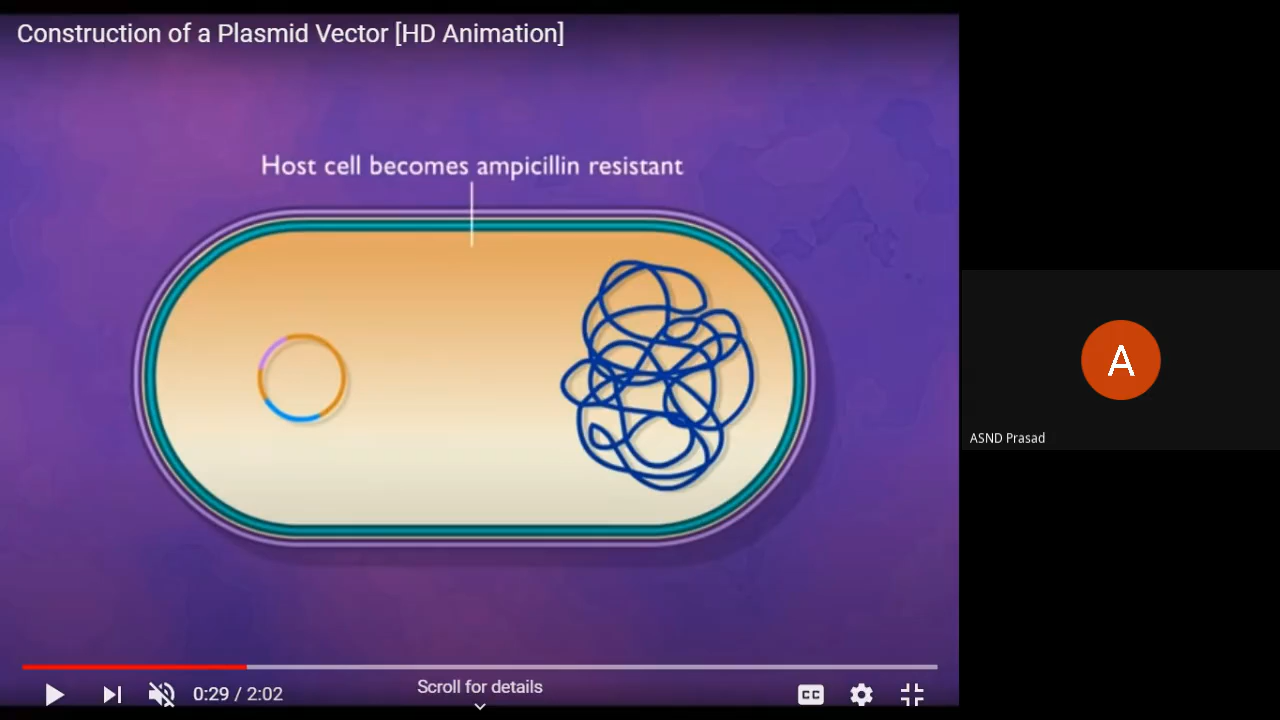 Construction of a Plasmid Vector [HD Animation]
Host cell becomes ampicillin resistant
A
ASND Prasad
0:29 / 2:02
Scroll for details
CC